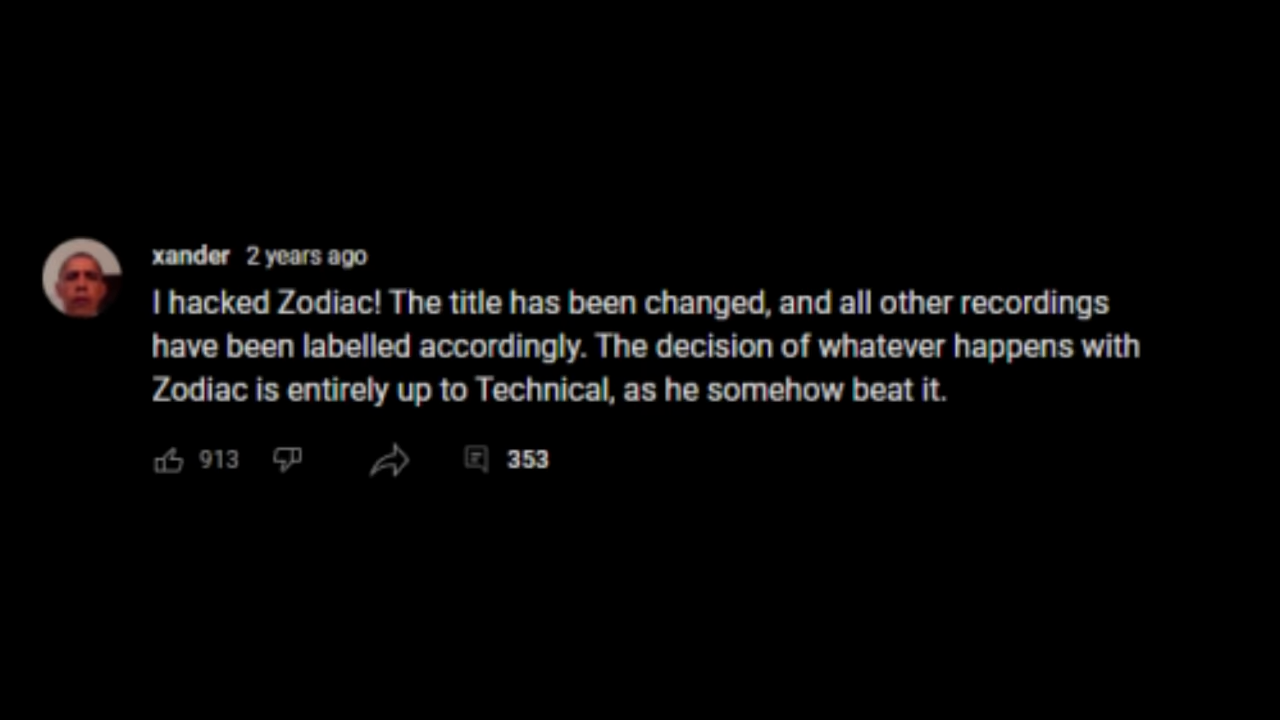 xander 2 years ago
I hacked Zodiac! The title has been changed, and all other recordings
have been labelled accordingly. The decision of whatever happens with
Zodiac is entirely up to Technical, as he somehow beat it.
913 353